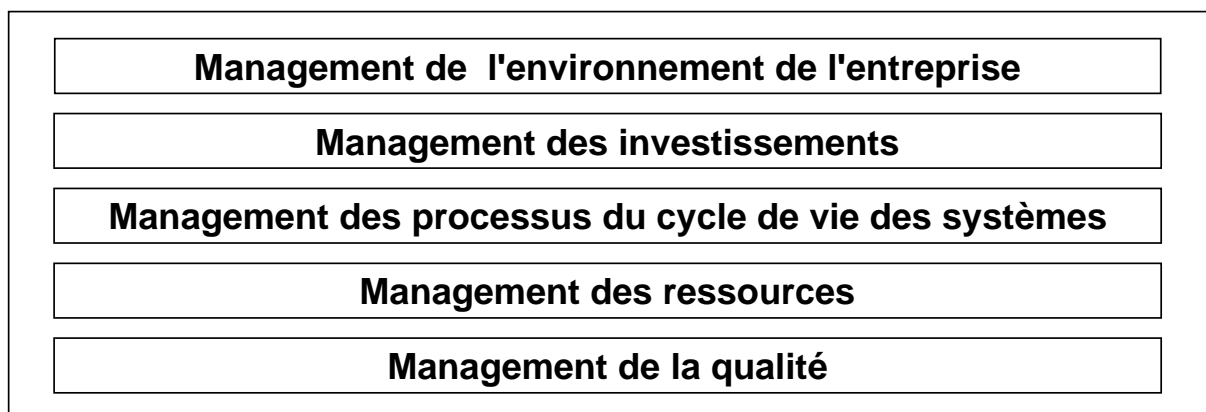 Management de  l'environnement de l'entreprise
Management des investissements
Management des processus du cycle de vie des systèmes
Management des ressources
Management de la qualité